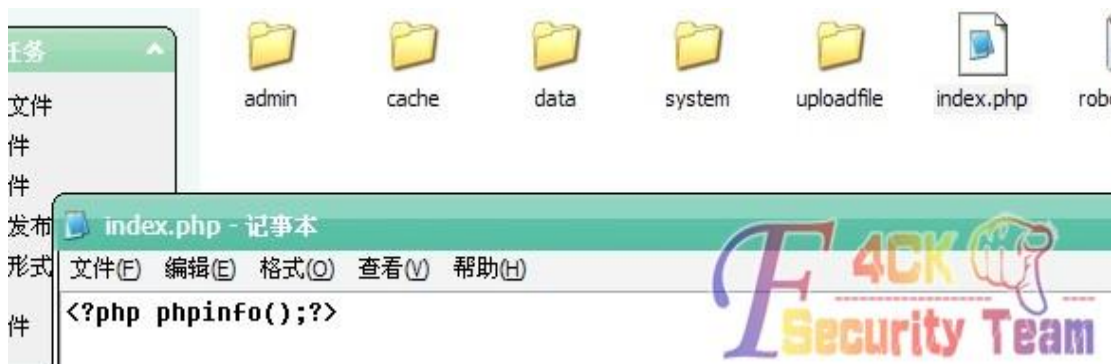 任务
文件
件
件
发布
形式
件
admin
cache
data
system
uploadfile
index.php
index.php - 记事本
文件(F) 编辑(E) 格式(O) 查看(V) 帮助(H)
<?php phpinfo();?>
F4CK
Security Team